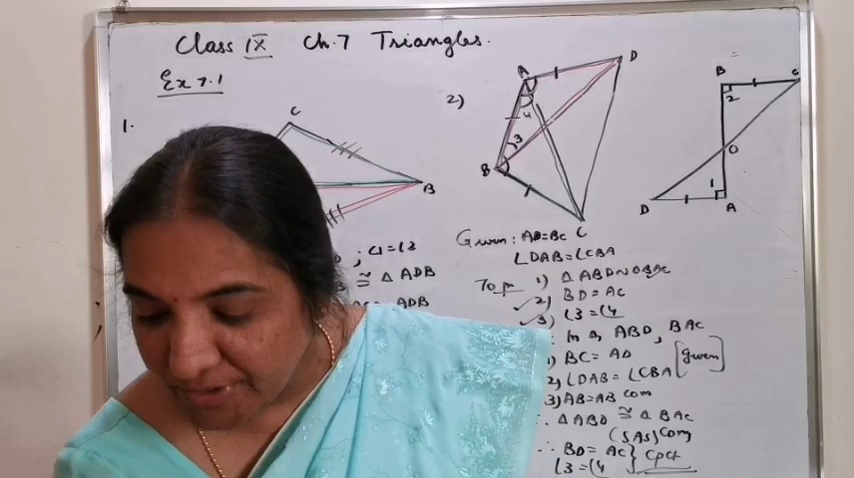 Class IX Ch.7 Triangles.
Ex 7.1
1.
C
B
; ∠1=∠2
≅ △ ADB
ADB
2)
A
D
4
3
B
C
Given: AD=BC
∠DAB=∠CBA
1) △ ABD ≅ △BAC
2) BD = AC
3) ∠3 = ∠4
In △s ABD, BAC
1) BC = AD
[Given]
2) ∠DAB = ∠CBA
3) AB=AB com
∴ △ ABD ≅ △ BAC
(SAS) Con
∴ BD = AC } Cpct
∠3 = ∠4
B
C
2
O
1
D
A